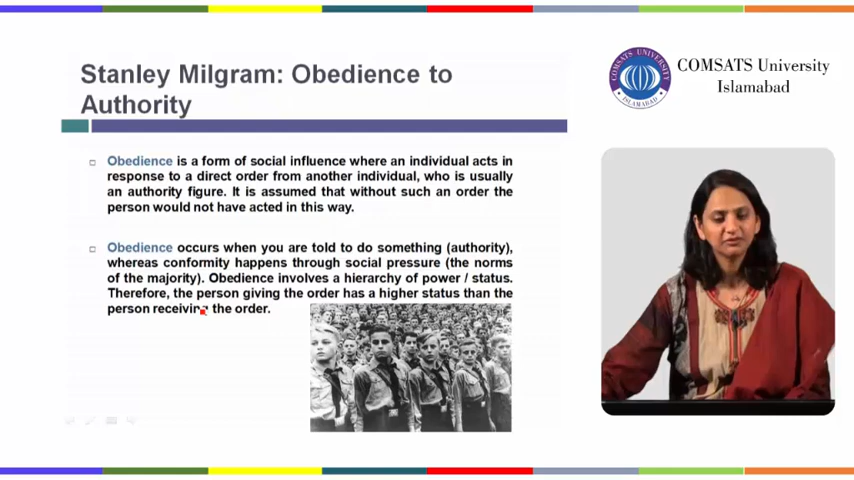 Stanley Milgram: Obedience to
Authority
COMSATS University
Islamabad
COMSATS UNIVERSITY
ISLAMABAD
Obedience is a form of social influence where an individual acts in
response to a direct order from another individual, who is usually
an authority figure. It is assumed that without such an order the
person would not have acted in this way.
Obedience occurs when you are told to do something (authority),
whereas conformity happens through social pressure (the norms
of the majority). Obedience involves a hierarchy of power / status.
Therefore, the person giving the order has a higher status than the
person receiving the order.